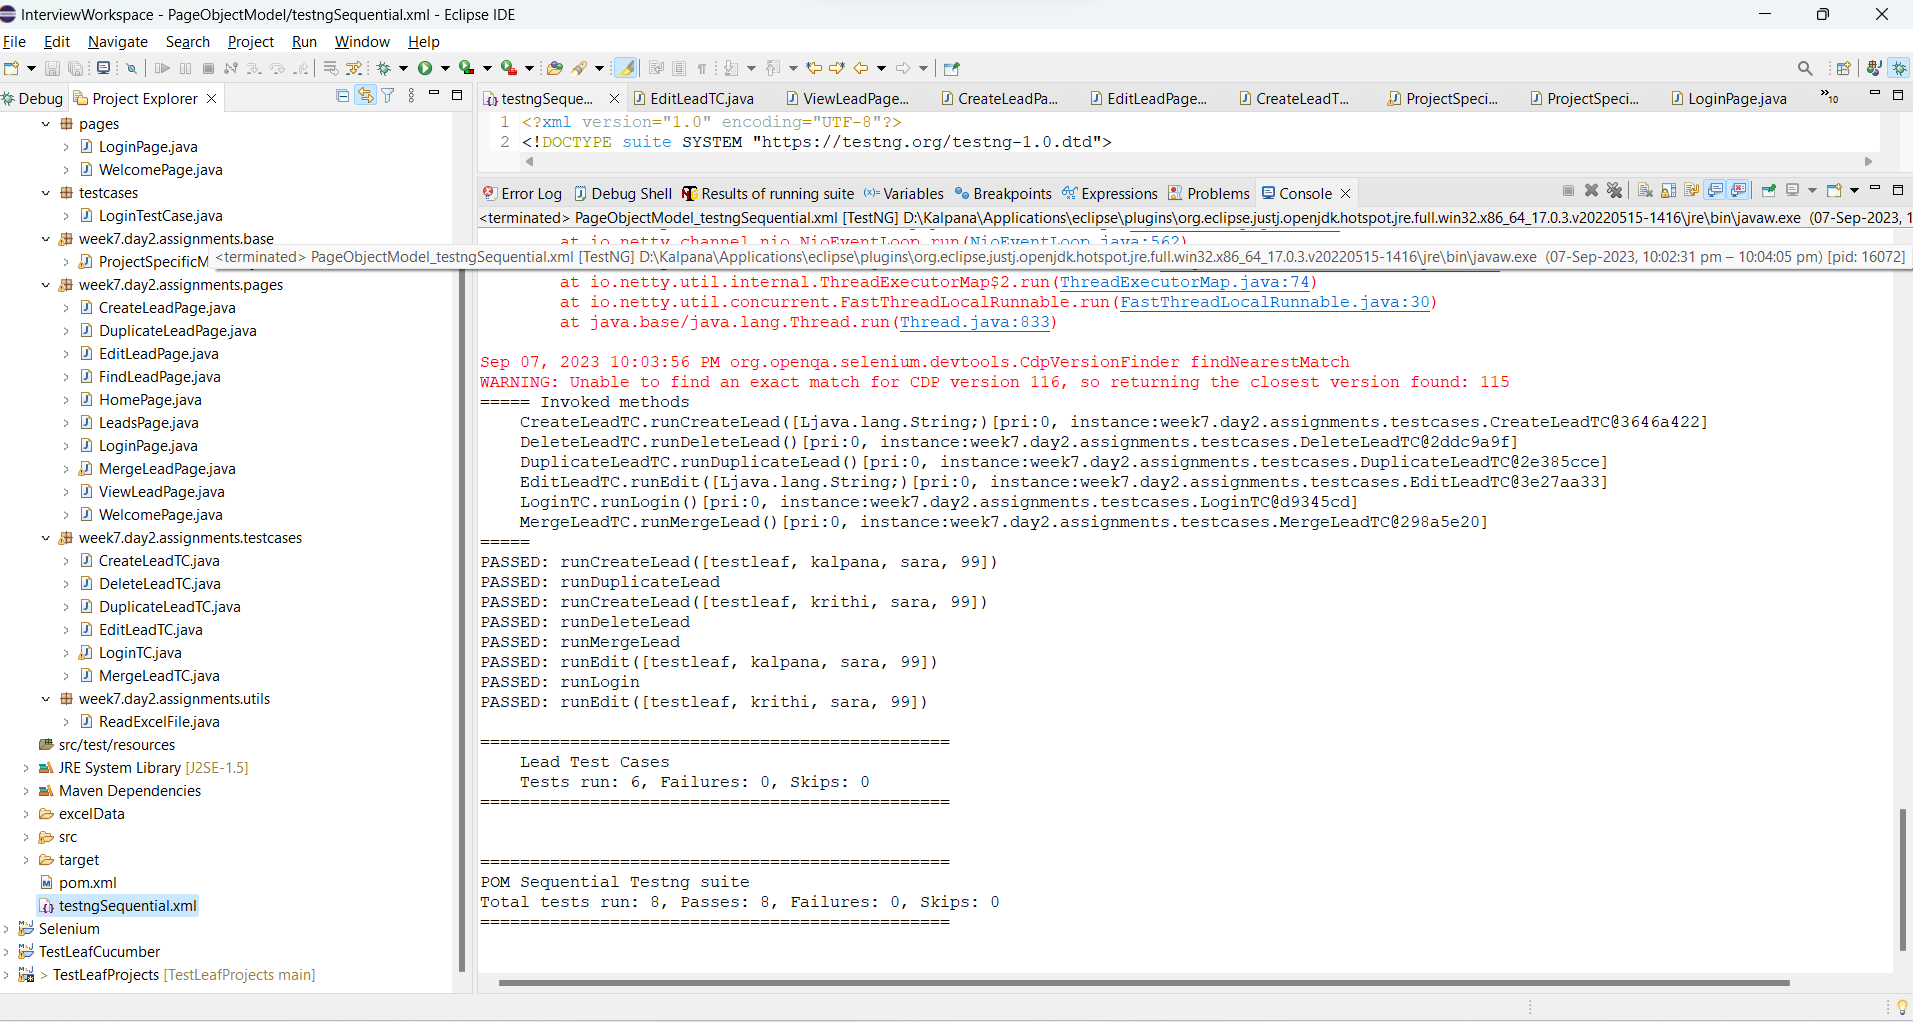 InterviewWorkspace - PageObjectModel/testngSequential.xml - Eclipse IDE
File Edit Navigate Search Project Run Window Help
Debug Project Explorer
pages
LoginPage.java
WelcomePage.java
testcases
LoginTestCase.java
week7.day2.assignments.base
ProjectSpecificM
week7.day2.assignments.pages
CreateLeadPage.java
DuplicateLeadPage.java
EditLeadPage.java
FindLeadPage.java
HomePage.java
LeadsPage.java
LoginPage.java
MergeLeadPage.java
ViewLeadPage.java
WelcomePage.java
week7.day2.assignments.testcases
CreateLeadTC.java
DeleteLeadTC.java
DuplicateLeadTC.java
EditLeadTC.java
LoginTC.java
MergeLeadTC.java
week7.day2.assignments.utils
ReadExcelFile.java
src/test/resources
JRE System Library [J2SE-1.5]
Maven Dependencies
excelData
src
target
pom.xml
testngSequential.xml
Selenium
TestLeafCucumber
> TestLeafProjects [TestLeafProjects main]
testngSeque... EditLeadTC.java ViewLeadPage... CreateLeadPa... EditLeadPage... CreateLeadT... ProjectSpeci... ProjectSpeci... LoginPage.java »10
1 <?xml version="1.0" encoding="UTF-8"?>
2 <!DOCTYPE suite SYSTEM "https://testng.org/testng-1.0.dtd">
Error Log Debug Shell Results of running suite (x)= Variables Breakpoints Expressions Problems Console
<terminated> PageObjectModel_testngSequential.xml [TestNG] D:\Kalpana\Applications\eclipse\plugins\org.eclipse.justj.openjdk.hotspot.jre.full.win32.x86_64_17.0.3.v20220515-1416\jre\bin\javaw.exe (07-Sep-2023, 1
at io.netty.channel.nio.NioEventLoop.run(NioEventLoop.java:562)
<terminated> PageObjectModel_testngSequential.xml [TestNG] D:\Kalpana\Applications\eclipse\plugins\org.eclipse.justj.openjdk.hotspot.jre.full.win32.x86_64_17.0.3.v20220515-1416\jre\bin\javaw.exe (07-Sep-2023, 10:02:31 pm – 10:04:05 pm) [pid: 16072]
at io.netty.util.internal.ThreadExecutorMap$2.run(ThreadExecutorMap.java:74)
at io.netty.util.concurrent.FastThreadLocalRunnable.run(FastThreadLocalRunnable.java:30)
at java.base/java.lang.Thread.run(Thread.java:833)
Sep 07, 2023 10:03:56 PM org.openqa.selenium.devtools.CdpVersionFinder findNearestMatch
WARNING: Unable to find an exact match for CDP version 116, so returning the closest version found: 115
===== Invoked methods
CreateLeadTC.runCreateLead([Ljava.lang.String;)[pri:0, instance:week7.day2.assignments.testcases.CreateLeadTC@3646a422]
DeleteLeadTC.runDeleteLead()[pri:0, instance:week7.day2.assignments.testcases.DeleteLeadTC@2ddc9a9f]
DuplicateLeadTC.runDuplicateLead()[pri:0, instance:week7.day2.assignments.testcases.DuplicateLeadTC@2e385cce]
EditLeadTC.runEdit([Ljava.lang.String;)[pri:0, instance:week7.day2.assignments.testcases.EditLeadTC@3e27aa33]
LoginTC.runLogin()[pri:0, instance:week7.day2.assignments.testcases.LoginTC@d9345cd]
MergeLeadTC.runMergeLead()[pri:0, instance:week7.day2.assignments.testcases.MergeLeadTC@298a5e20]
=====
PASSED: runCreateLead([testleaf, kalpana, sara, 99])
PASSED: runDuplicateLead
PASSED: runCreateLead([testleaf, krithi, sara, 99])
PASSED: runDeleteLead
PASSED: runMergeLead
PASSED: runEdit([testleaf, kalpana, sara, 99])
PASSED: runLogin
PASSED: runEdit([testleaf, krithi, sara, 99])
===============================================
Lead Test Cases
Tests run: 6, Failures: 0, Skips: 0
===============================================
===============================================
POM Sequential Testng suite
Total tests run: 8, Passes: 8, Failures: 0, Skips: 0
===============================================